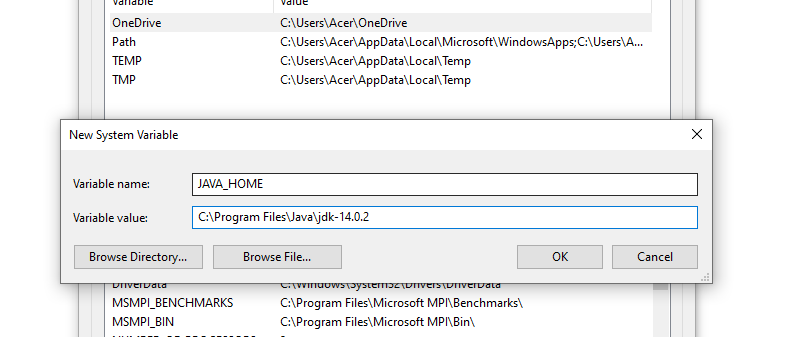 Variable Value
OneDrive C:\Users\Acer\OneDrive
Path C:\Users\Acer\AppData\Local\Microsoft\WindowsApps;C:\Users\A...
TEMP C:\Users\Acer\AppData\Local\Temp
TMP C:\Users\Acer\AppData\Local\Temp
New System Variable
Variable name: JAVA_HOME
Variable value: C:\Program Files\Java\jdk-14.0.2
Browse Directory... Browse File... OK Cancel
DriverData C:\Windows\System32\Drivers\DriverData
MSMPI_BENCHMARKS C:\Program Files\Microsoft MPI\Benchmarks\
MSMPI_BIN C:\Program Files\Microsoft MPI\Bin\